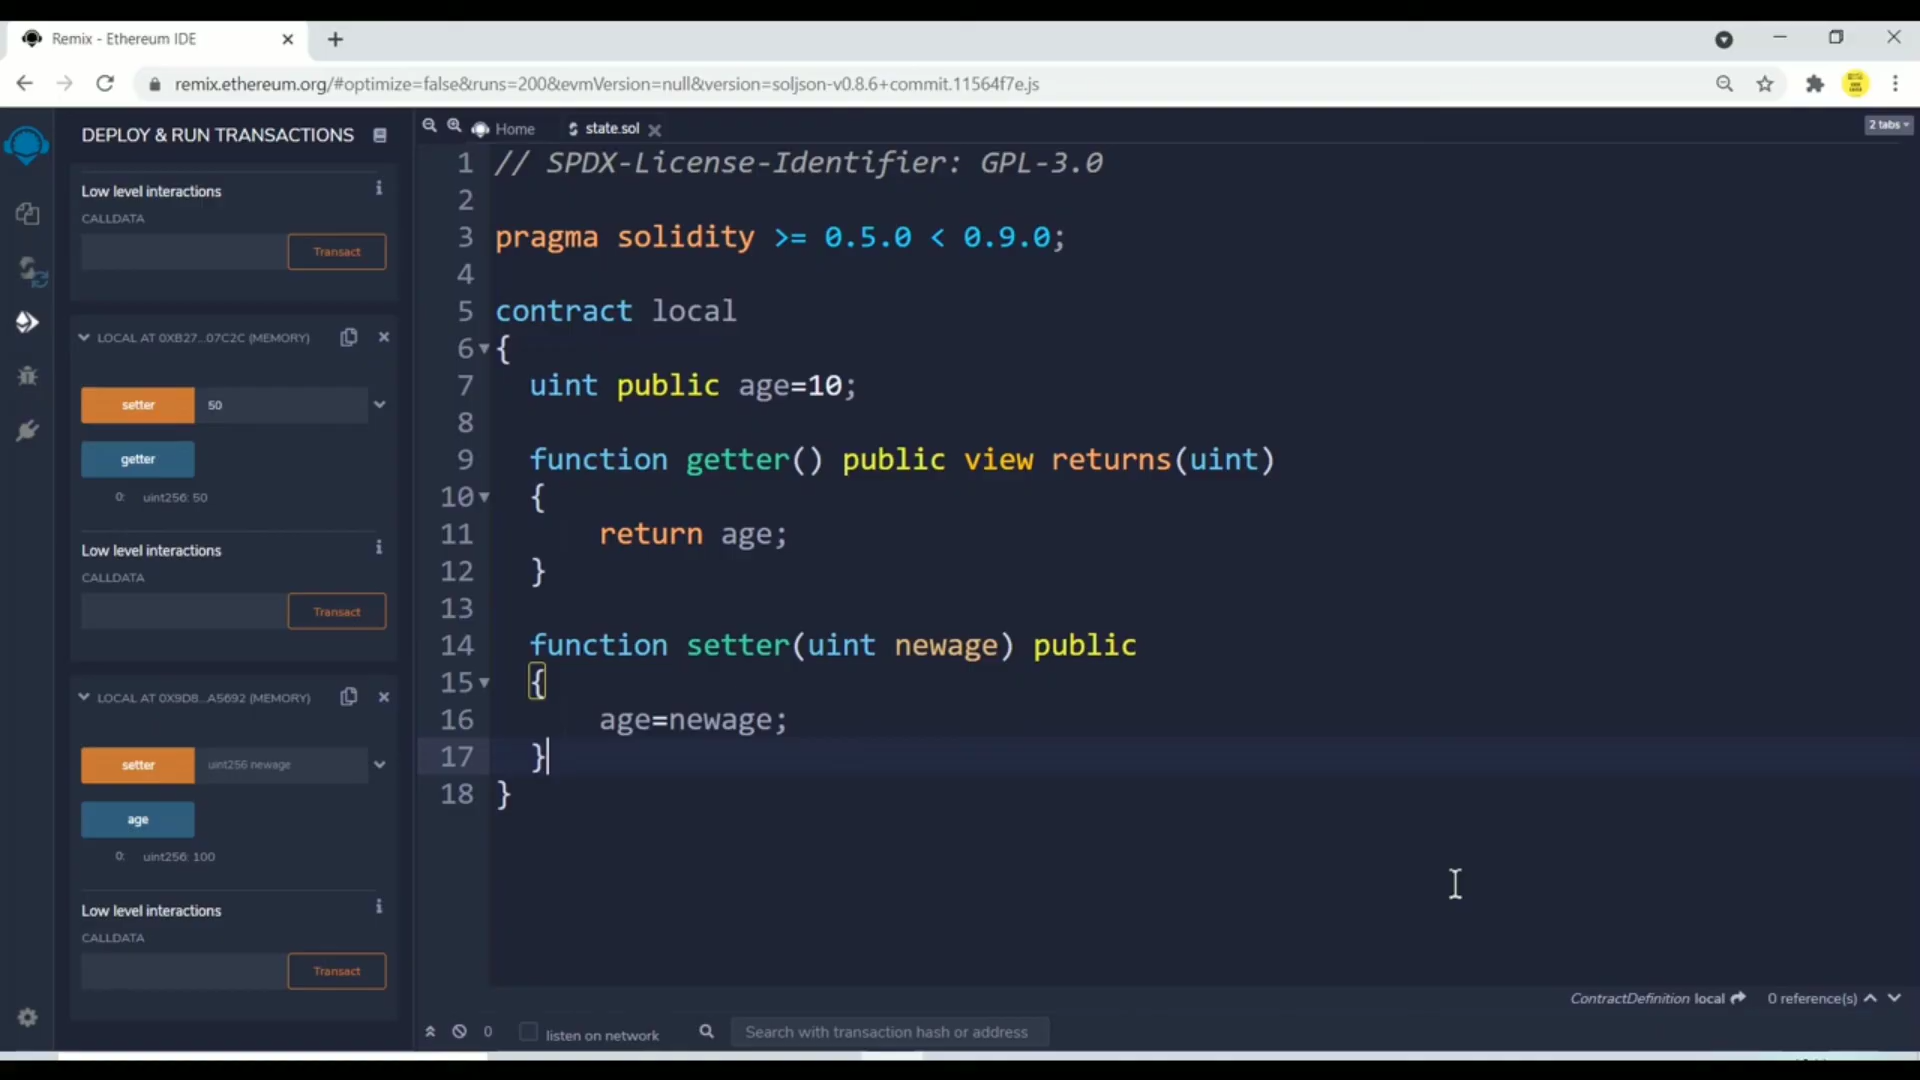 Remix - Ethereum IDE
remix.ethereum.org/#optimize=false&runs=200&evmVersion=null&version=soljson-v0.8.6+commit.11564f7e.js
DEPLOY & RUN TRANSACTIONS
Low level interactions
CALLDATA
Transact
LOCAL AT 0XB27...07C2C (MEMORY)
setter 50
getter
0: uint256: 50
Low level interactions
CALLDATA
Transact
LOCAL AT 0X9D8...A5692 (MEMORY)
setter uint256 newage
age
0: uint256: 100
Low level interactions
CALLDATA
Transact
Home state.sol 2 tabs
1 // SPDX-License-Identifier: GPL-3.0
2
3 pragma solidity >= 0.5.0 < 0.9.0;
4
5 contract local
6 {
7 uint public age=10;
8
9 function getter() public view returns(uint)
10 {
11 return age;
12 }
13
14 function setter(uint newage) public
15 {
16 age=newage;
17 }
18 }
ContractDefinition local 0 reference(s)
0 listen on network Search with transaction hash or address